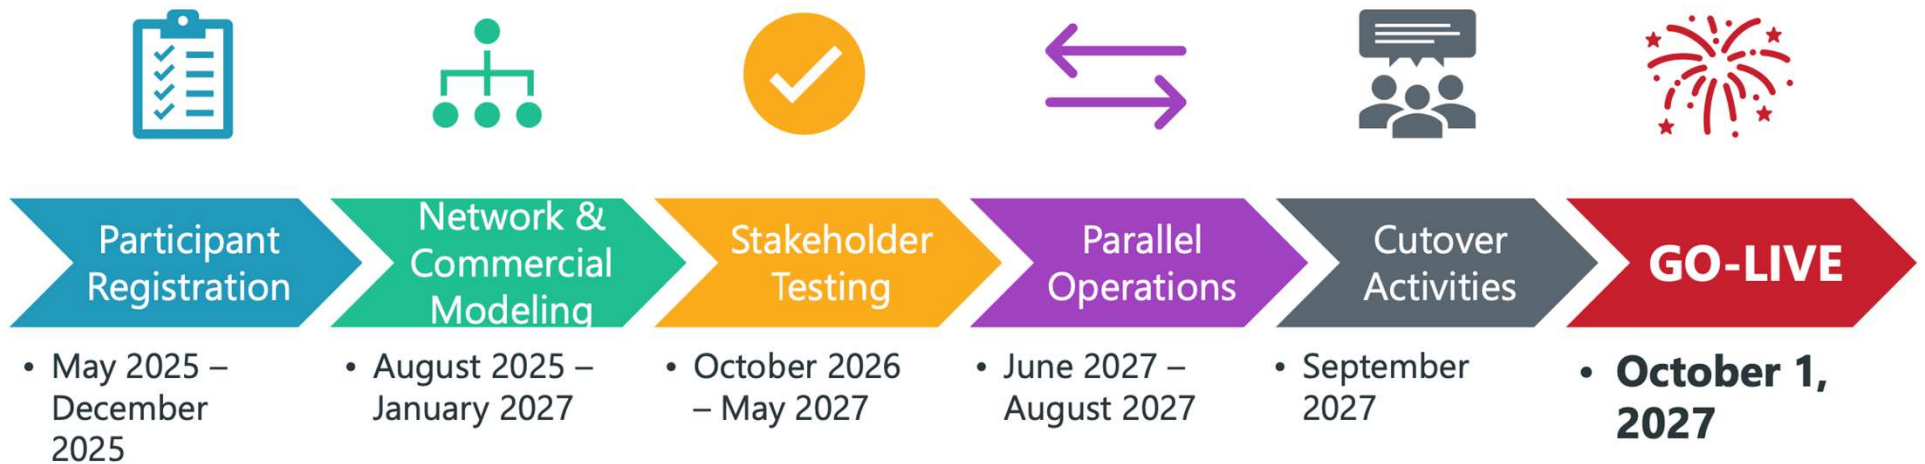 Participant
Registration
Network &
Commercial
Modeling
Stakeholder
Testing
Parallel
Operations
Cutover
Activities
GO-LIVE
• May 2025 –
December
2025
• August 2025 –
January 2027
• October 2026
– May 2027
• June 2027 –
August 2027
• September
2027
• October 1,
2027